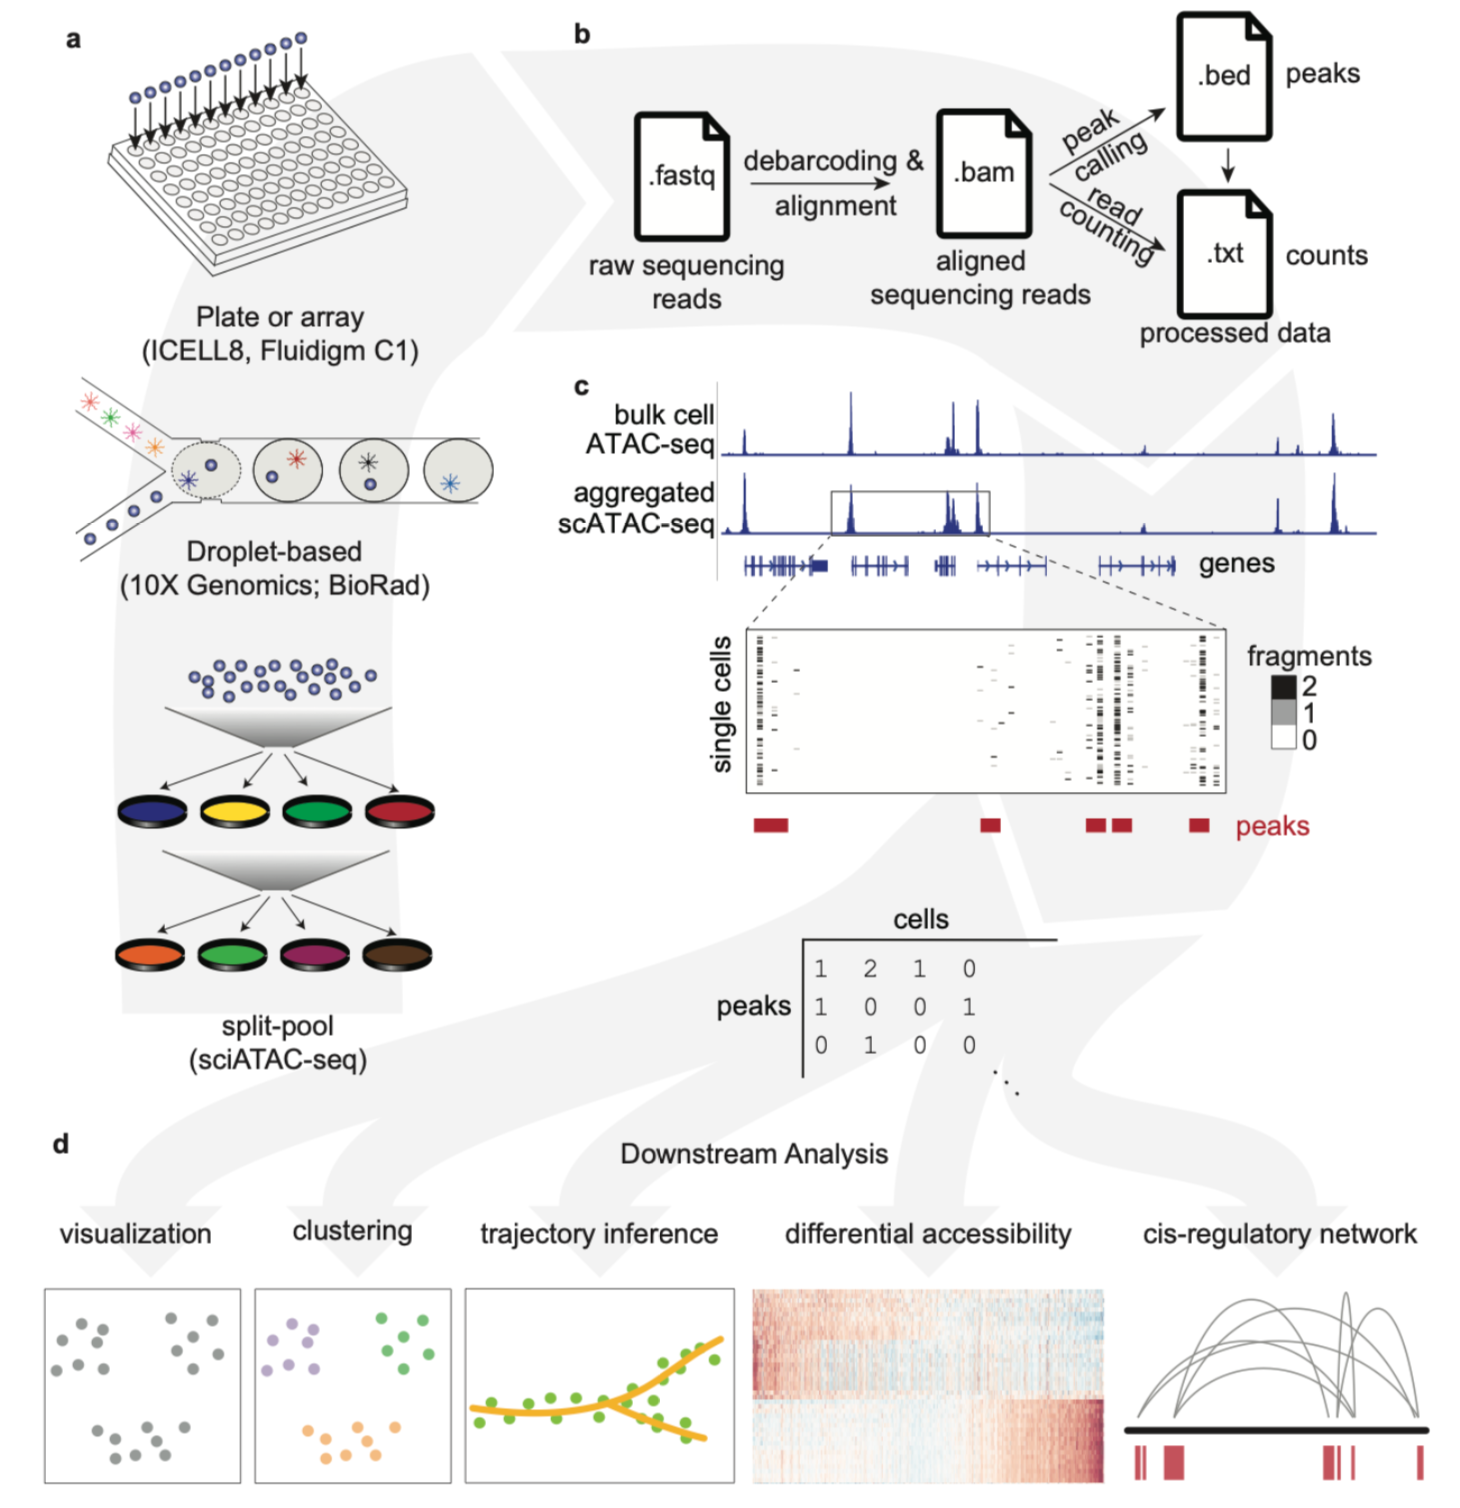 a
Plate or array
(ICELL8, Fluidigm C1)
Droplet-based
(10X Genomics; BioRad)
split-pool
(sciATAC-seq)
b
.fastq
raw sequencing
reads
debarcoding &
alignment
.bam
aligned
sequencing reads
peak
calling
read
counting
.bed
peaks
.txt
counts
processed data
c
bulk cell
ATAC-seq
aggregated
scATAC-seq
genes
single cells
fragments
2
1
0
peaks
cells
peaks
1 2 1 0
1 0 0 1
0 1 0 0
d
Downstream Analysis
visualization
clustering
trajectory inference
differential accessibility
cis-regulatory network